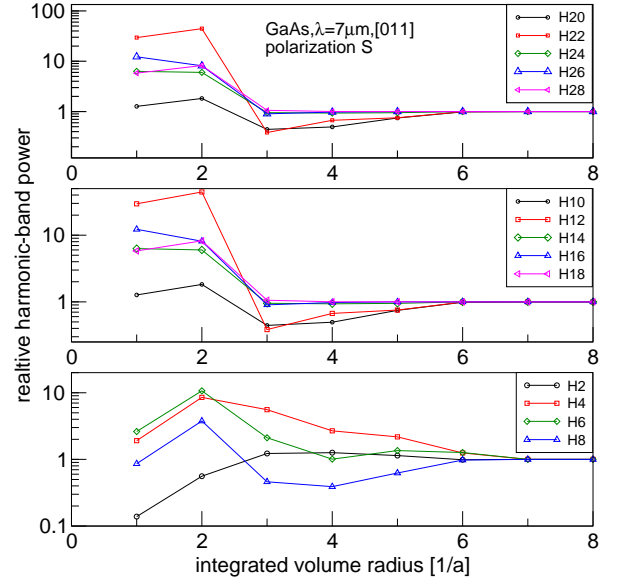 GaAs,λ=7μm,[011]
polarization S
100
10
1
H20
H22
H24
H26
H28
0 2 4 6 8
10
1
H10
H12
H14
H16
H18
0 2 4 6 8
10
1
0.1
H2
H4
H6
H8
0 2 4 6 8
integrated volume radius [1/a]
realtive harmonic-band power